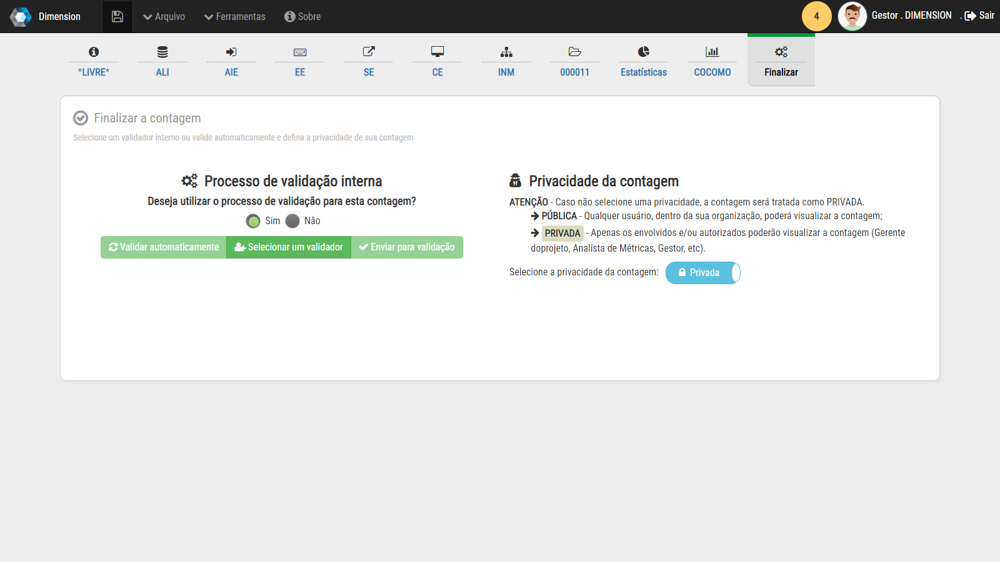 Dimension
Arquivo
Ferramentas
Sobre
4
Gestor . DIMENSION
. Sair
*LIVRE*
ALI
AIE
EE
SE
CE
INM
000011
Estatísticas
COCOMO
Finalizar
Finalizar a contagem
Selecione um validador interno ou valide automaticamente e defina a privacidade de sua contagem
Processo de validação interna
Deseja utilizar o processo de validação para esta contagem?
Sim
Não
Validar automaticamente
Selecionar um validador
Enviar para validação
Privacidade da contagem
ATENÇÃO - Caso não selecione uma privacidade, a contagem será tratada como PRIVADA.
PÚBLICA - Qualquer usuário, dentro da sua organização, poderá visualizar a contagem;
PRIVADA - Apenas os envolvidos e/ou autorizados poderão visualizar a contagem (Gerente
doprojeto, Analista de Métricas, Gestor, etc).
Selecione a privacidade da contagem:
Privada